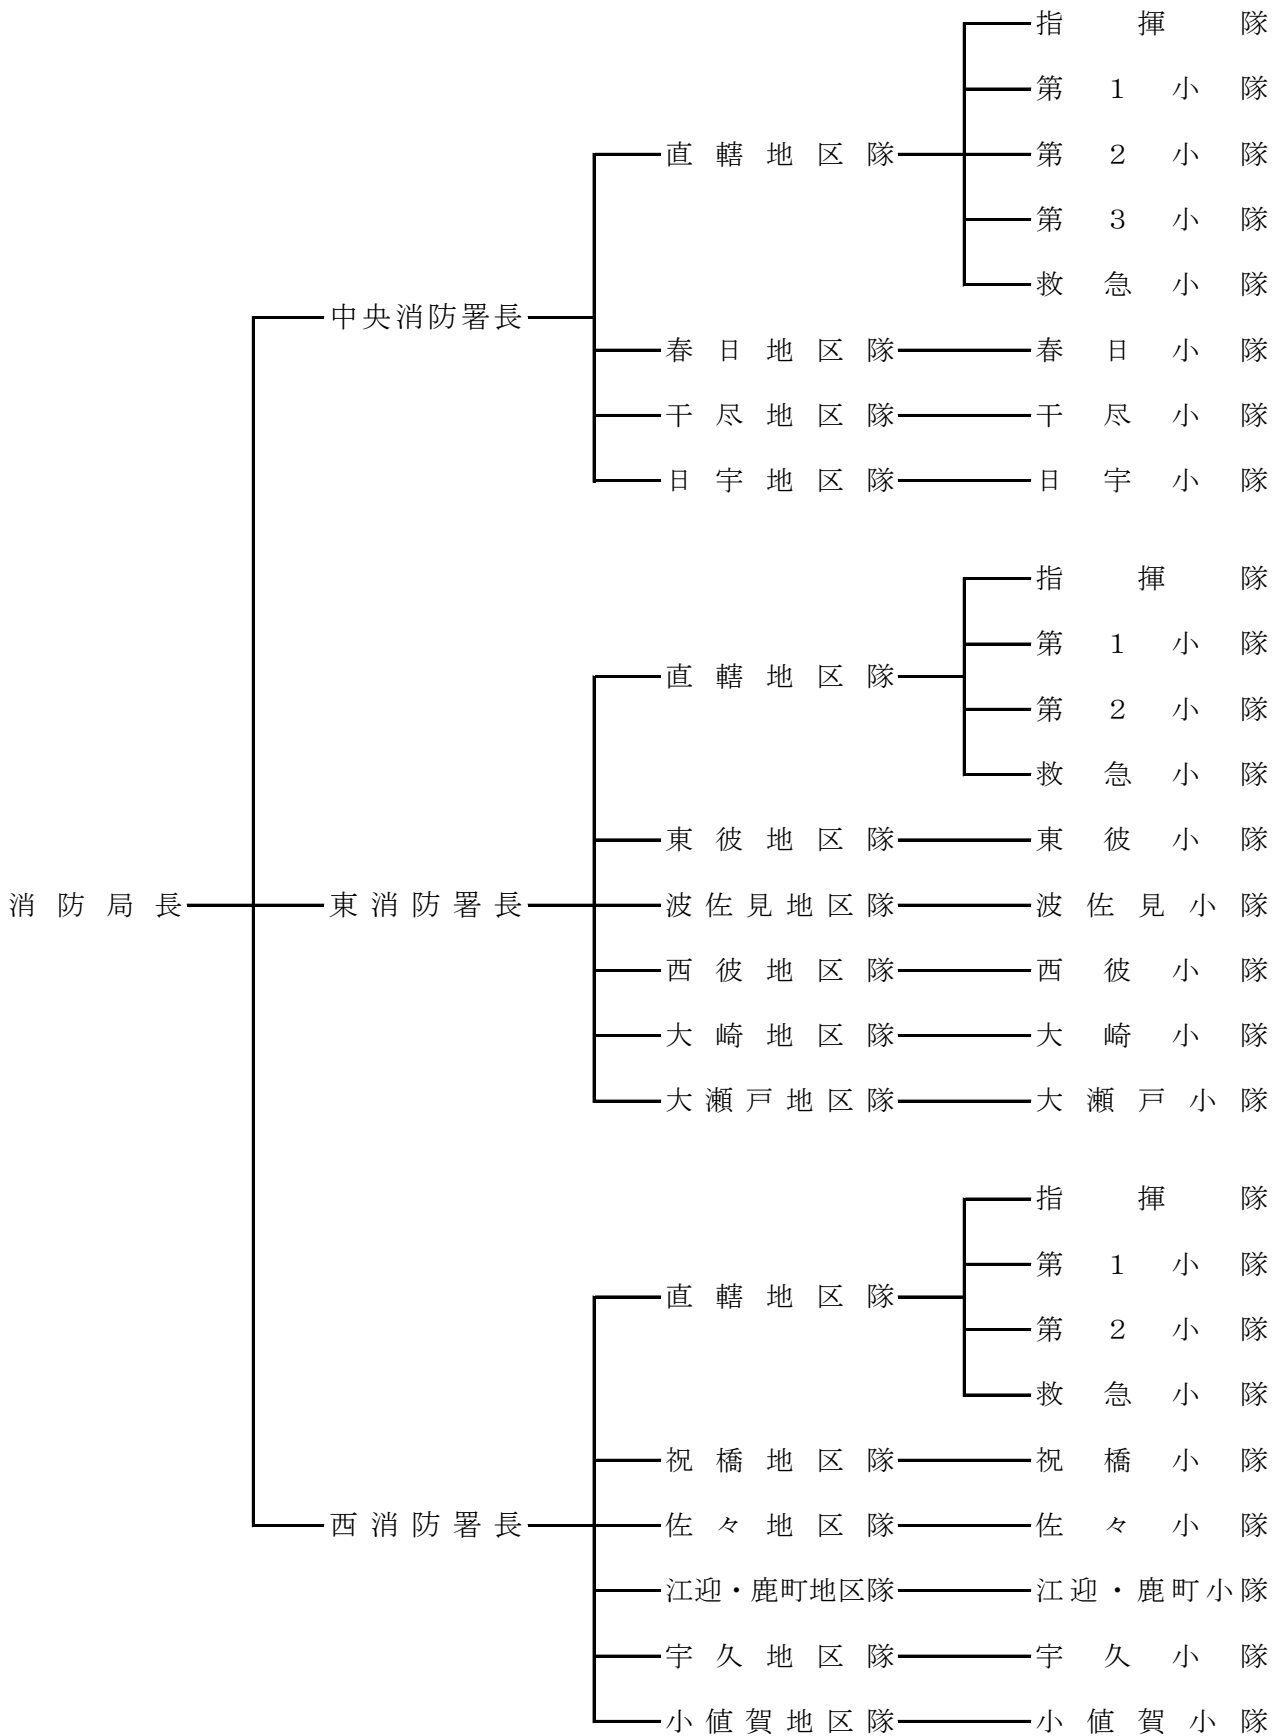 指揮隊
第１小隊
直轄地区隊 第２小隊
第３小隊
救急小隊
中央消防署長
春日地区隊 春日小隊
干尽地区隊 干尽小隊
日宇地区隊 日宇小隊
指揮隊
第１小隊
直轄地区隊
第２小隊
救急小隊
東彼地区隊 東彼小隊
消防局長 東消防署長 波佐見地区隊 波佐見小隊
西彼地区隊 西彼小隊
大崎地区隊 大崎小隊
大瀬戸地区隊 大瀬戸小隊
指揮隊
第１小隊
直轄地区隊
第２小隊
救急小隊
祝橋地区隊 祝橋小隊
西消防署長 佐々地区隊 佐々小隊
江迎・鹿町地区隊 江迎・鹿町小隊
宇久地区隊 宇久小隊
小値賀地区隊 小値賀小隊